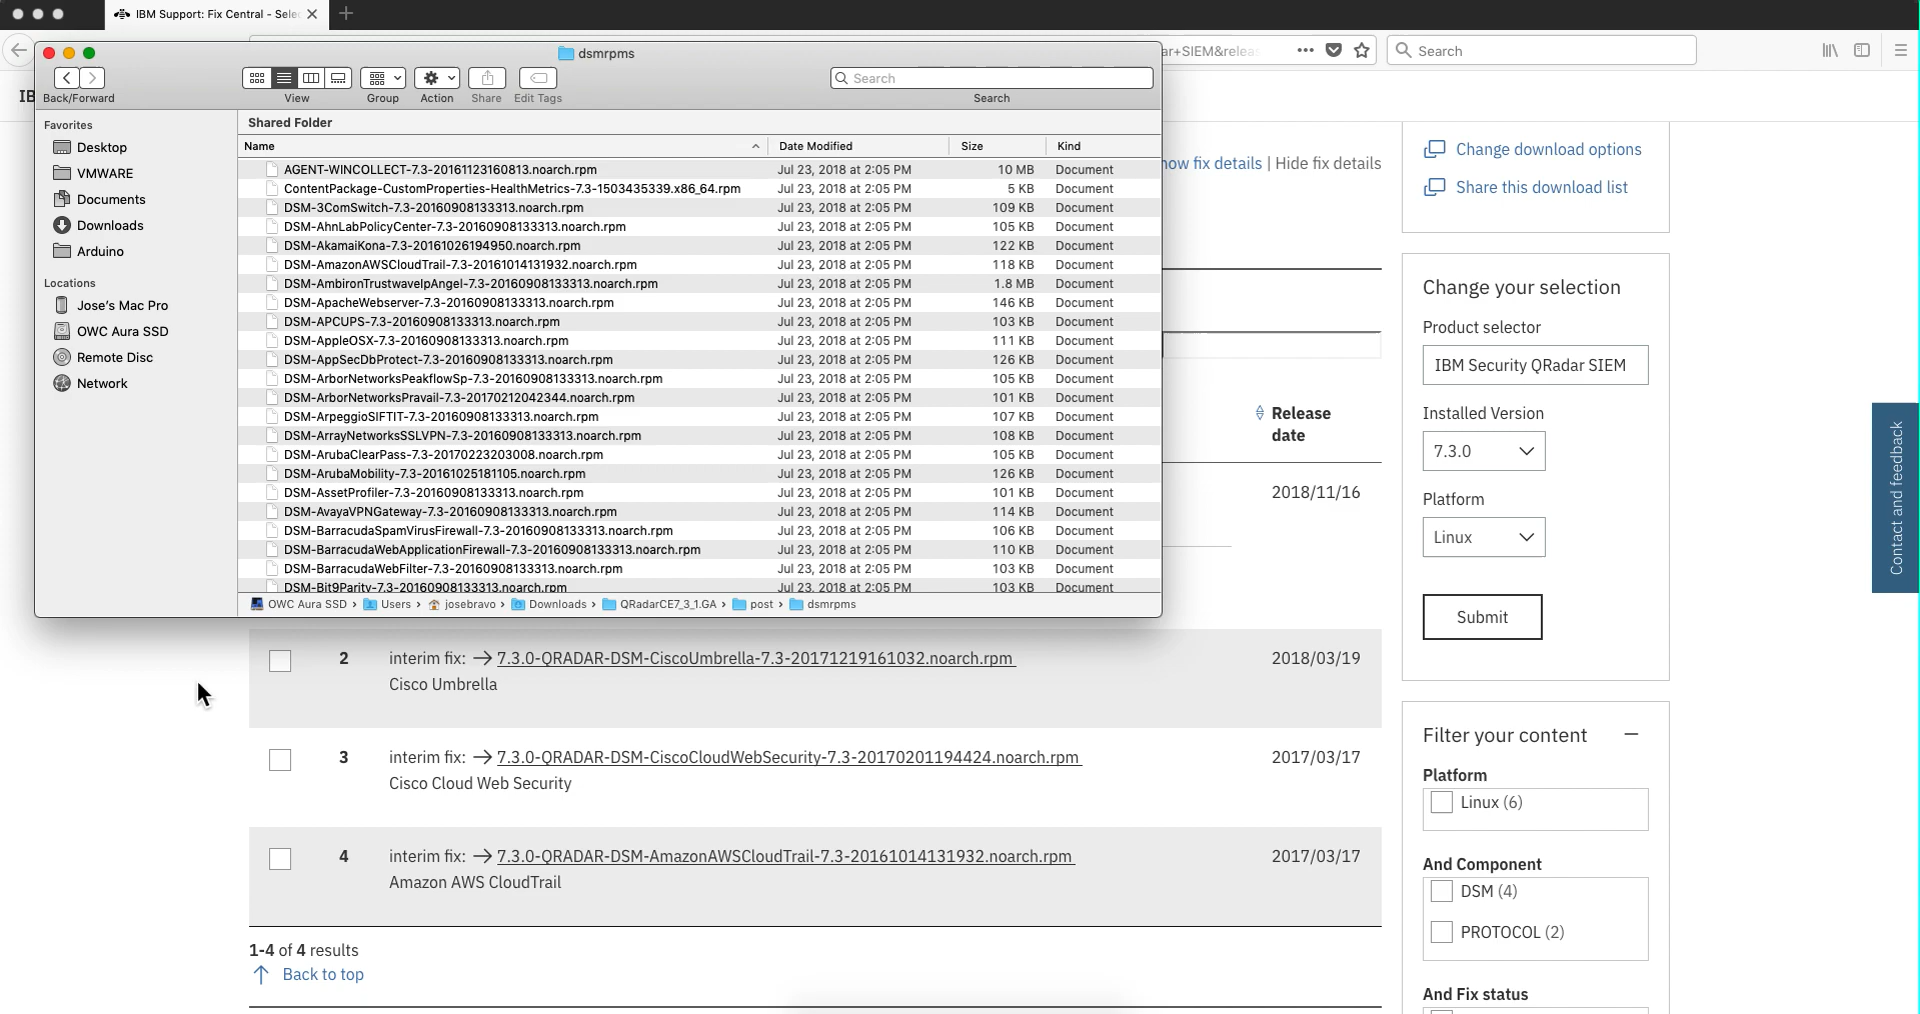 IBM Support: Fix Central - Sele
ar+SIEM&relea
Search
dsmrpms
Back/Forward
View
Group
Action
Share
Edit Tags
Search
Search
IB
Favorites
Desktop
VMWARE
Documents
Downloads
Arduino
Locations
Jose's Mac Pro
OWC Aura SSD
Remote Disc
Network
Shared Folder
Name Date Modified Size Kind
AGENT-WINCOLLECT-7.3-20161123160813.noarch.rpm Jul 23, 2018 at 2:05 PM 10 MB Document
ContentPackage-CustomProperties-HealthMetrics-7.3-1503435339.x86_64.rpm Jul 23, 2018 at 2:05 PM 5 KB Document
DSM-3ComSwitch-7.3-20160908133313.noarch.rpm Jul 23, 2018 at 2:05 PM 109 KB Document
DSM-AhnLabPolicyCenter-7.3-20160908133313.noarch.rpm Jul 23, 2018 at 2:05 PM 105 KB Document
DSM-AkamaiKona-7.3-20161026194950.noarch.rpm Jul 23, 2018 at 2:05 PM 122 KB Document
DSM-AmazonAWSCloudTrail-7.3-20161014131932.noarch.rpm Jul 23, 2018 at 2:05 PM 118 KB Document
DSM-AmbironTrustwaveIpAngel-7.3-20160908133313.noarch.rpm Jul 23, 2018 at 2:05 PM 1.8 MB Document
DSM-ApacheWebserver-7.3-20160908133313.noarch.rpm Jul 23, 2018 at 2:05 PM 146 KB Document
DSM-APCUPS-7.3-20160908133313.noarch.rpm Jul 23, 2018 at 2:05 PM 103 KB Document
DSM-AppleOSX-7.3-20160908133313.noarch.rpm Jul 23, 2018 at 2:05 PM 111 KB Document
DSM-AppSecDbProtect-7.3-20160908133313.noarch.rpm Jul 23, 2018 at 2:05 PM 126 KB Document
DSM-ArborNetworksPeakflowSp-7.3-20160908133313.noarch.rpm Jul 23, 2018 at 2:05 PM 105 KB Document
DSM-ArborNetworksPravail-7.3-20170212042344.noarch.rpm Jul 23, 2018 at 2:05 PM 101 KB Document
DSM-ArpeggioSIFTIT-7.3-20160908133313.noarch.rpm Jul 23, 2018 at 2:05 PM 107 KB Document
DSM-ArrayNetworksSSLVPN-7.3-20160908133313.noarch.rpm Jul 23, 2018 at 2:05 PM 108 KB Document
DSM-ArubaClearPass-7.3-20170223203008.noarch.rpm Jul 23, 2018 at 2:05 PM 105 KB Document
DSM-ArubaMobility-7.3-20161025181105.noarch.rpm Jul 23, 2018 at 2:05 PM 126 KB Document
DSM-AssetProfiler-7.3-20160908133313.noarch.rpm Jul 23, 2018 at 2:05 PM 101 KB Document
DSM-AvayaVPNGateway-7.3-20160908133313.noarch.rpm Jul 23, 2018 at 2:05 PM 114 KB Document
DSM-BarracudaSpamVirusFirewall-7.3-20160908133313.noarch.rpm Jul 23, 2018 at 2:05 PM 106 KB Document
DSM-BarracudaWebApplicationFirewall-7.3-20160908133313.noarch.rpm Jul 23, 2018 at 2:05 PM 110 KB Document
DSM-BarracudaWebFilter-7.3-20160908133313.noarch.rpm Jul 23, 2018 at 2:05 PM 103 KB Document
DSM-Bit9Parity-7.3-20160908133313.noarch.rpm Jul 23, 2018 at 2:05 PM 103 KB Document
OWC Aura SSD › Users › josebravo › Downloads › QRadarCE7_3_1.GA › post › dsmrpms
how fix details | Hide fix details
Release
date
2018/11/16
2 interim fix: → 7.3.0-QRADAR-DSM-CiscoUmbrella-7.3-20171219161032.noarch.rpm 2018/03/19
Cisco Umbrella
3 interim fix: → 7.3.0-QRADAR-DSM-CiscoCloudWebSecurity-7.3-20170201194424.noarch.rpm 2017/03/17
Cisco Cloud Web Security
4 interim fix: → 7.3.0-QRADAR-DSM-AmazonAWSCloudTrail-7.3-20161014131932.noarch.rpm 2017/03/17
Amazon AWS CloudTrail
1-4 of 4 results
Back to top
Change download options
Share this download list
Change your selection
Product selector
IBM Security QRadar SIEM
Installed Version
7.3.0
Platform
Linux
Submit
Filter your content
Platform
Linux (6)
And Component
DSM (4)
PROTOCOL (2)
And Fix status
Contact and feedback